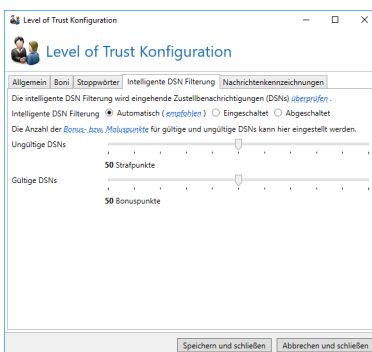 Level of Trust Konfiguration
Level of Trust Konfiguration
Allgemein Boni Stoppwörter Intelligente DSN Filterung Nachrichtenkennzeichnungen
Die intelligente DSN Filterung wird eingehende Zustellbenachrichtigungen (DSNs) überprüfen .
Intelligente DSN Filterung Automatisch ( empfohlen ) Eingeschaltet Abgeschaltet
Die Anzahl der Bonus- bzw. Maluspunkte für gültige und ungültige DSNs kann hier eingestellt werden.
Ungültige DSNs
50 Strafpunkte
Gültige DSNs
50 Bonuspunkte
Speichern und schließen Abbrechen und schließen